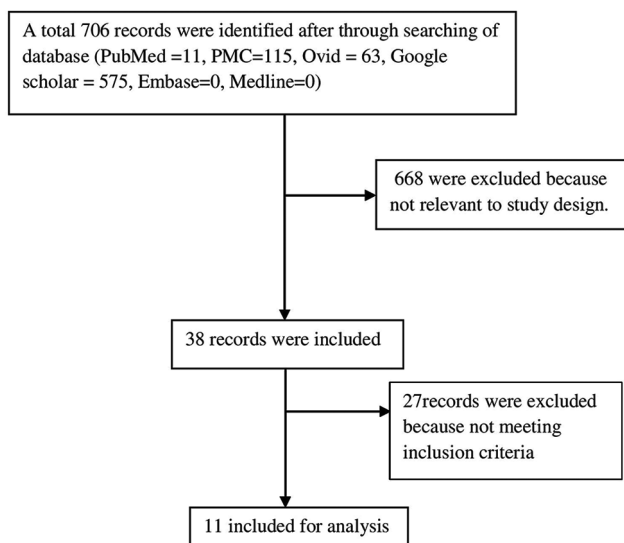 A total 706 records were identified after through searching of
database (PubMed =11, PMC=115, Ovid = 63, Google
scholar = 575, Embase=0, Medline=0)
668 were excluded because
not relevant to study design.
38 records were included
27records were excluded
because not meeting
inclusion criteria
11 included for analysis